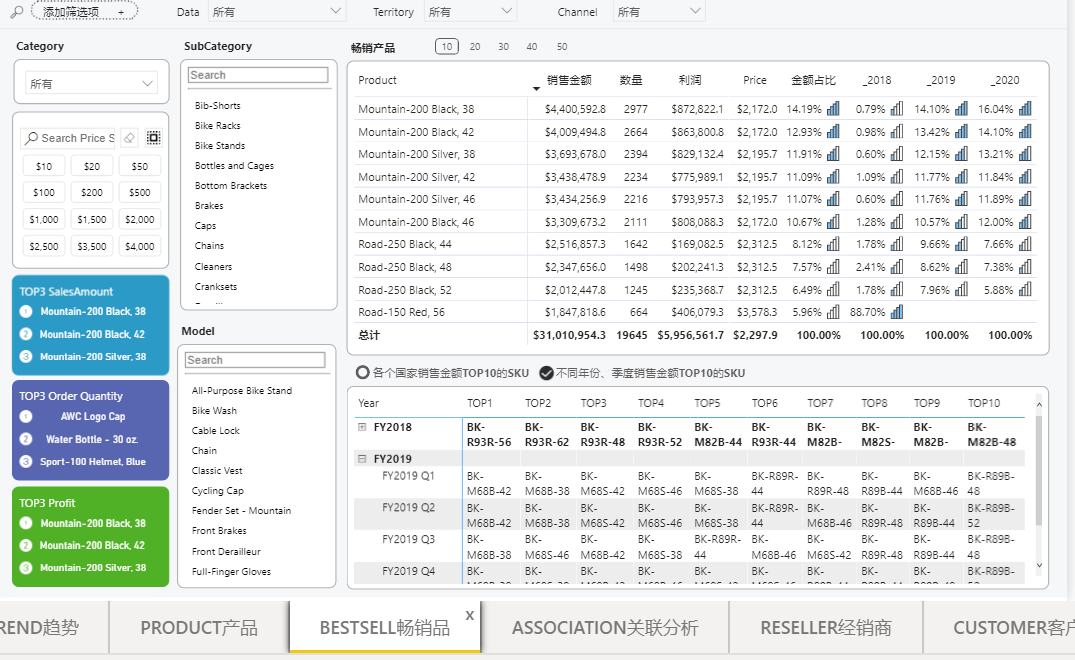 添加筛选项 + Data 所有 Territory 所有 Channel 所有
Category
所有
Search Price S
$10 $20 $50
$100 $200 $500
$1,000 $1,500 $2,000
$2,500 $3,500 $4,000
TOP3 SalesAmount
1 Mountain-200 Black, 38
2 Mountain-200 Black, 42
3 Mountain-200 Silver, 38
TOP3 Order Quantity
1 AWC Logo Cap
2 Water Bottle - 30 oz.
3 Sport-100 Helmet, Blue
TOP3 Profit
1 Mountain-200 Black, 38
2 Mountain-200 Black, 42
3 Mountain-200 Silver, 38
SubCategory
Search
Bib-Shorts
Bike Racks
Bike Stands
Bottles and Cages
Bottom Brackets
Brakes
Caps
Chains
Cleaners
Cranksets
Model
Search
All-Purpose Bike Stand
Bike Wash
Cable Lock
Chain
Classic Vest
Cycling Cap
Fender Set - Mountain
Front Brakes
Front Derailleur
Full-Finger Gloves
畅销产品 10 20 30 40 50
Product 销售金额 数量 利润 Price 金额占比 _2018 _2019 _2020
Mountain-200 Black, 38 $4,400,592.8 2977 $872,822.1 $2,172.0 14.19% 0.79% 14.10% 16.04%
Mountain-200 Black, 42 $4,009,494.8 2664 $863,800.8 $2,172.0 12.93% 0.98% 13.42% 14.10%
Mountain-200 Silver, 38 $3,693,678.0 2394 $829,132.4 $2,195.7 11.91% 0.60% 12.15% 13.21%
Mountain-200 Silver, 42 $3,438,478.9 2234 $775,989.1 $2,195.7 11.09% 1.09% 11.77% 11.84%
Mountain-200 Silver, 46 $3,434,256.9 2216 $793,957.3 $2,195.7 11.07% 0.60% 11.76% 11.89%
Mountain-200 Black, 46 $3,309,673.2 2111 $808,088.3 $2,172.0 10.67% 1.28% 10.57% 12.00%
Road-250 Black, 44 $2,516,857.3 1642 $169,082.5 $2,312.5 8.12% 1.78% 9.66% 7.66%
Road-250 Black, 48 $2,347,656.0 1498 $202,241.3 $2,312.5 7.57% 2.41% 8.62% 7.38%
Road-250 Black, 52 $2,012,447.8 1245 $235,368.7 $2,312.5 6.49% 1.78% 7.96% 5.88%
Road-150 Red, 56 $1,847,818.6 664 $406,079.3 $3,578.3 5.96% 88.70%
总计 $31,010,954.3 19645 $5,956,561.7 $2,297.9 100.00% 100.00% 100.00% 100.00%
各个国家销售金额TOP10的SKU 不同年份、季度销售金额TOP10的SKU
Year TOP1 TOP2 TOP3 TOP4 TOP5 TOP6 TOP7 TOP8 TOP9 TOP10
FY2018 BK- BK- BK- BK- BK- BK- BK- BK- BK- BK-
R93R-56 R93R-62 R93R-48 R93R-52 M82B-44 R93R-44 M82B- M82S- M82B- M82B-48
FY2019
FY2019 Q1 BK- BK- BK- BK- BK- BK-R89R- BK- BK- BK- BK-R89B-
M68B-42 M68B-38 M68S-42 M68S-46 M68S-38 44 R89R-48 R89B-44 M68B-46 48
FY2019 Q2 BK- BK- BK- BK- BK- BK-R89R- BK- BK- BK- BK-R89B-
M68B-42 M68B-38 M68S-42 M68S-46 M68S-38 44 M68B-46 R89R-48 R89B-44 52
FY2019 Q3 BK- BK- BK- BK- BK-R89R- BK- BK- BK- BK- BK-R89B-
M68B-38 M68S-46 M68B-42 M68S-38 44 M68B-46 M68S-42 R89R-48 R89B-44 48
FY2019 Q4 BK- BK- BK- BK- BK- BK- BK- BK- BK- BK-R89B-
REND趋势 PRODUCT产品 BESTSELL畅销品 X ASSOCIATION关联分析 RESELLER经销商 CUSTOMER客